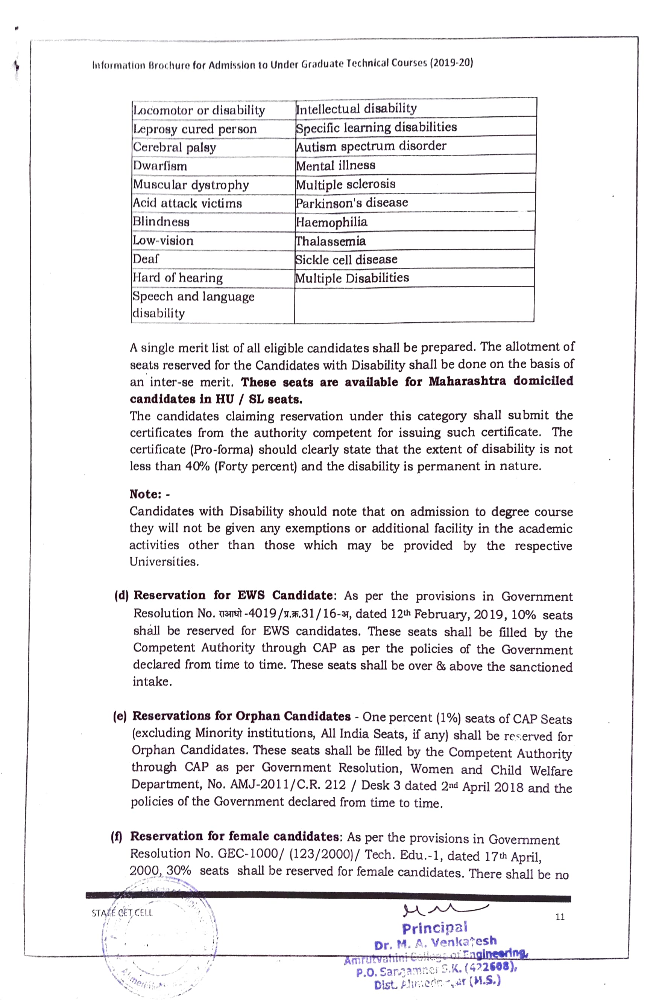 Information Brochure for Admission to Under Graduate Technical Courses (2019-20)
Locomotor or disability Intellectual disability
Leprosy cured person Specific learning disabilities
Cerebral palsy Autism spectrum disorder
Dwarfism Mental illness
Muscular dystrophy Multiple sclerosis
Acid attack victims Parkinson's disease
Blindness Haemophilia
Low-vision Thalassemia
Deaf Sickle cell disease
Hard of hearing Multiple Disabilities
Speech and language
disability
A single merit list of all eligible candidates shall be prepared. The allotment of
seats reserved for the Candidates with Disability shall be done on the basis of
an inter-se merit. These seats are available for Maharashtra domiciled
candidates in HU / SL seats.
The candidates claiming reservation under this category shall submit the
certificates from the authority competent for issuing such certificate. The
certificate (Pro-forma) should clearly state that the extent of disability is not
less than 40% (Forty percent) and the disability is permanent in nature.
Note: -
Candidates with Disability should note that on admission to degree course
they will not be given any exemptions or additional facility in the academic
activities other than those which may be provided by the respective
Universities.
(d) Reservation for EWS Candidate: As per the provisions in Government
Resolution No. राआधो -4019/प्र.क्र.31/16-अ, dated 12th February, 2019, 10% seats
shall be reserved for EWS candidates. These seats shall be filled by the
Competent Authority through CAP as per the policies of the Government
declared from time to time. These seats shall be over & above the sanctioned
intake.
(e) Reservations for Orphan Candidates - One percent (1%) seats of CAP Seats
(excluding Minority institutions, All India Seats, if any) shall be reserved for
Orphan Candidates. These seats shall be filled by the Competent Authority
through CAP as per Government Resolution, Women and Child Welfare
Department, No. AMJ-2011/C.R. 212 / Desk 3 dated 2nd April 2018 and the
policies of the Government declared from time to time.
(f) Reservation for female candidates: As per the provisions in Government
Resolution No. GEC-1000/ (123/2000)/ Tech. Edu.-1, dated 17th April,
2000, 30% seats shall be reserved for female candidates. There shall be no
STATE CET CELL
11
Principal
Dr. M. A. Venkatesh
Amrutvahini College of Engineering,
P.O. Sangamner S.K. (422608),
Dist. Ahmednagar (M.S.)